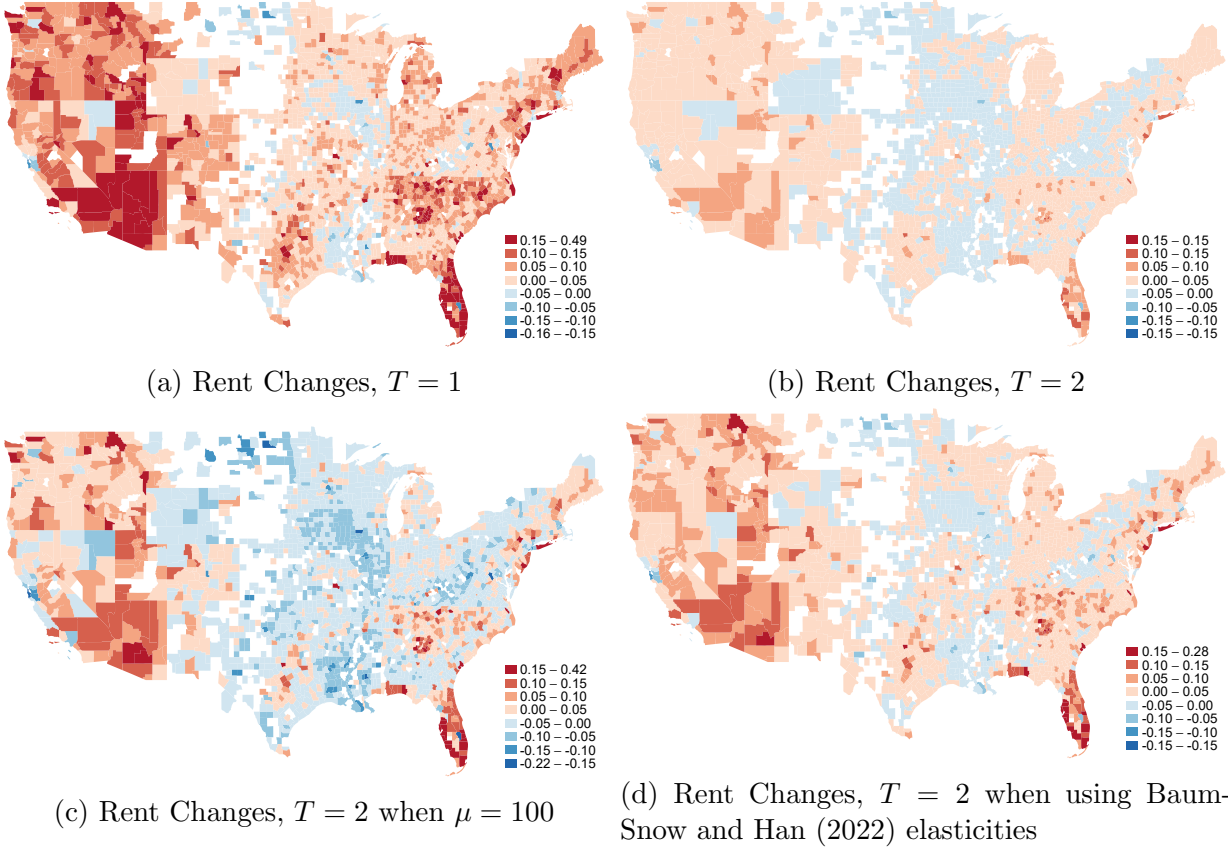 0.15 – 0.49
0.10 – 0.15
0.05 – 0.10
0.00 – 0.05
-0.05 – 0.00
-0.10 – -0.05
-0.15 – -0.10
-0.16 – -0.15
(a) Rent Changes, T = 1
0.15 – 0.15
0.10 – 0.15
0.05 – 0.10
0.00 – 0.05
-0.05 – 0.00
-0.10 – -0.05
-0.15 – -0.10
-0.15 – -0.15
(b) Rent Changes, T = 2
0.15 – 0.42
0.10 – 0.15
0.05 – 0.10
0.00 – 0.05
-0.05 – 0.00
-0.10 – -0.05
-0.15 – -0.10
-0.22 – -0.15
(c) Rent Changes, T = 2 when μ = 100
0.15 – 0.28
0.10 – 0.15
0.05 – 0.10
0.00 – 0.05
-0.05 – 0.00
-0.10 – -0.05
-0.15 – -0.10
-0.15 – -0.15
(d) Rent Changes, T = 2 when using Baum-
Snow and Han (2022) elasticities